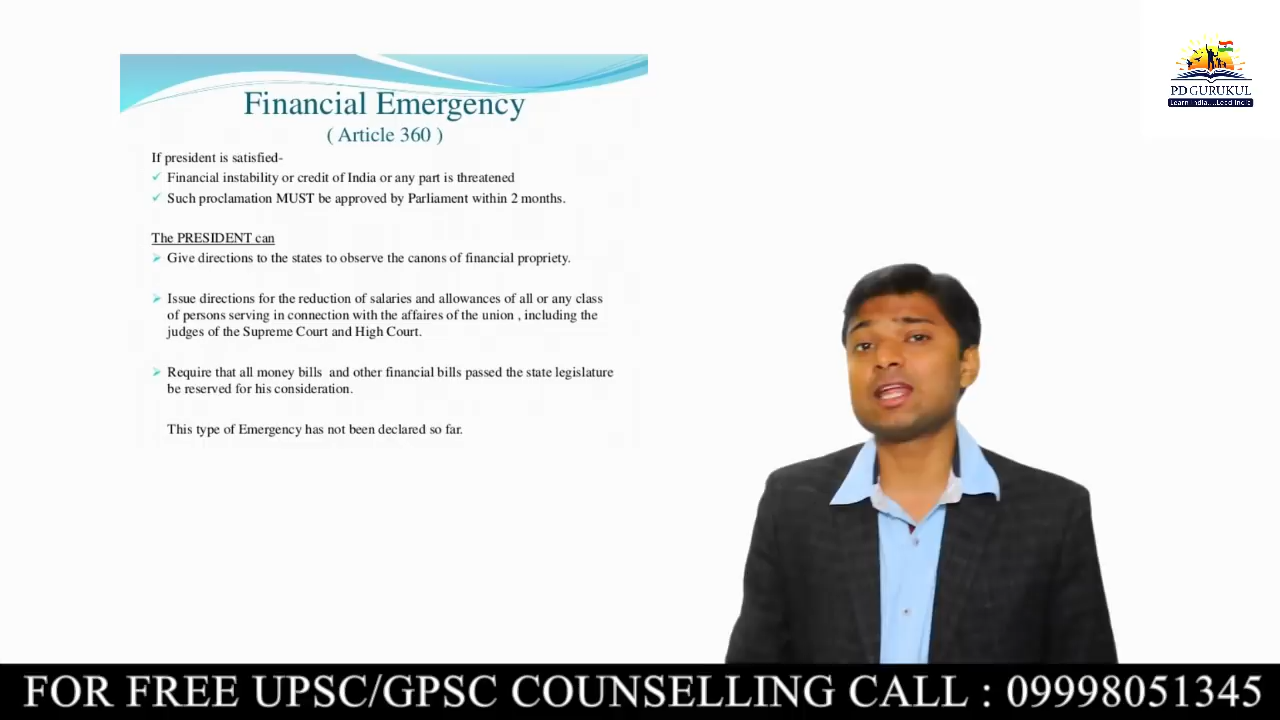 PD GURUKUL
Learn India....Lead India
Financial Emergency
( Article 360 )
If president is satisfied-
✓ Financial instability or credit of India or any part is threatened
✓ Such proclamation MUST be approved by Parliament within 2 months.
The PRESIDENT can
➢ Give directions to the states to observe the canons of financial propriety.
➢ Issue directions for the reduction of salaries and allowances of all or any class
of persons serving in connection with the affaires of the union , including the
judges of the Supreme Court and High Court.
➢ Require that all money bills and other financial bills passed the state legislature
be reserved for his consideration.
This type of Emergency has not been declared so far.
FOR FREE UPSC/GPSC COUNSELLING CALL : 09998051345